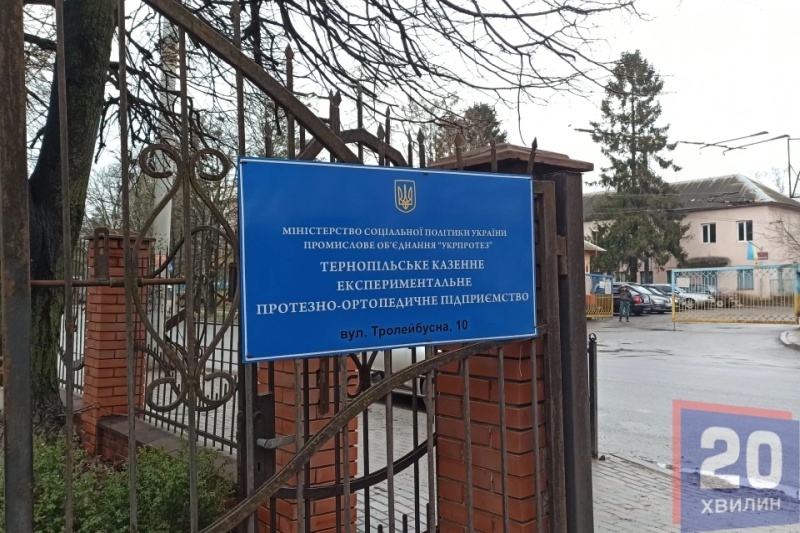 МІНІСТЕРСТВО СОЦІАЛЬНОЇ ПОЛІТИКИ УКРАЇНИ
ПРОМИСЛОВЕ ОБ'ЄДНАННЯ "УКРПРОТЕЗ"
ТЕРНОПІЛЬСЬКЕ КАЗЕННЕ
ЕКСПЕРИМЕНТАЛЬНЕ
ПРОТЕЗНО-ОРТОПЕДИЧНЕ ПІДПРИЄМСТВО
вул. Тролейбусна, 10
20
ХВИЛИН